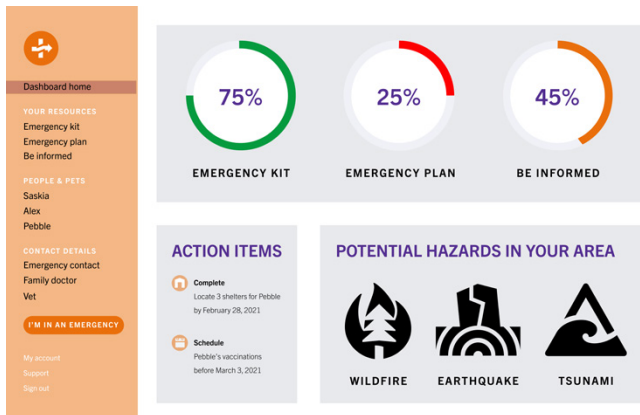 Dashboard home
YOUR RESOURCES
Emergency kit
Emergency plan
Be informed
PEOPLE & PETS
Saskia
Alex
Pebble
CONTACT DETAILS
Emergency contact
Family doctor
Vet
I'M IN AN EMERGENCY
My account
Support
Sign out
75%
25%
45%
EMERGENCY KIT
EMERGENCY PLAN
BE INFORMED
ACTION ITEMS
Complete
Locate 3 shelters for Pebble
by February 28, 2021
Schedule
Pebble's vaccinations
before March 3, 2021
POTENTIAL HAZARDS IN YOUR AREA
WILDFIRE
EARTHQUAKE
TSUNAMI